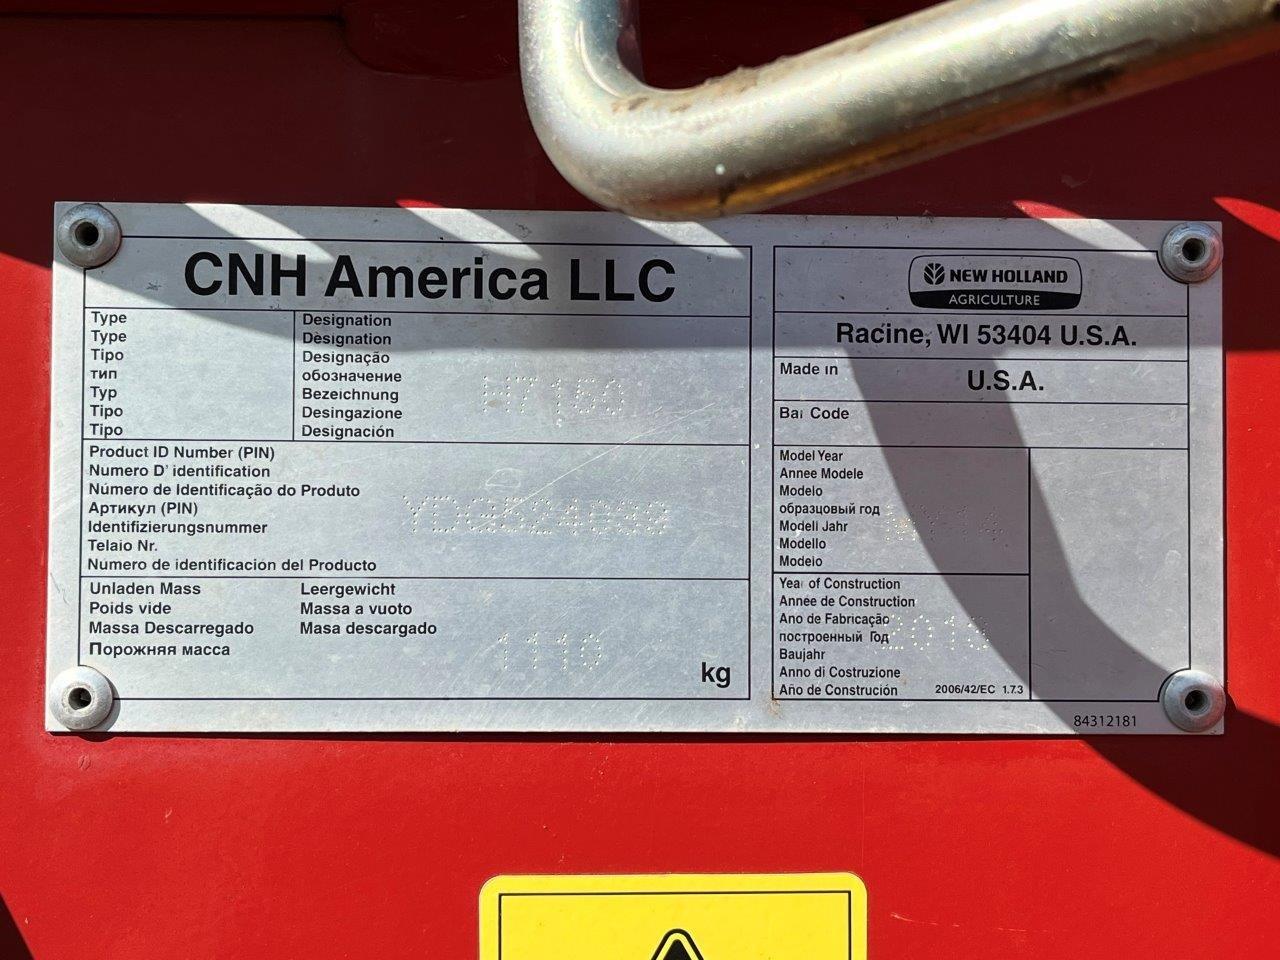 CNH America LLC
Type
Type
Tipo
тип
Typ
Tipo
Tipo
Designation
Designation
Designação
обозначение
Bezeichnung
Desingazione
Designación
H7150
Product ID Number (PIN)
Numero D' identification
Número de Identificação do Produto
Артикул (PIN)
Identifizierungsnummer
Telaio Nr.
Número de identificación del Producto
Unladen Mass
Poids vide
Massa Descarregado
Порожняя масса
Leergewicht
Massa a vuoto
Masa descargado
1110
kg
NEW HOLLAND
AGRICULTURE
Racine, WI 53404 U.S.A.
Made in
U.S.A.
Bar Code
Model Year
Annee Modele
Modelo
образцовый год
Modell Jahr
Modello
Modelo
Year of Construction
Année de Construction
Ano de Fabricação
построенный Год
Baujahr
Anno di Costruzione
Año de Construción
2006/42/EC 1.7.3
84312181